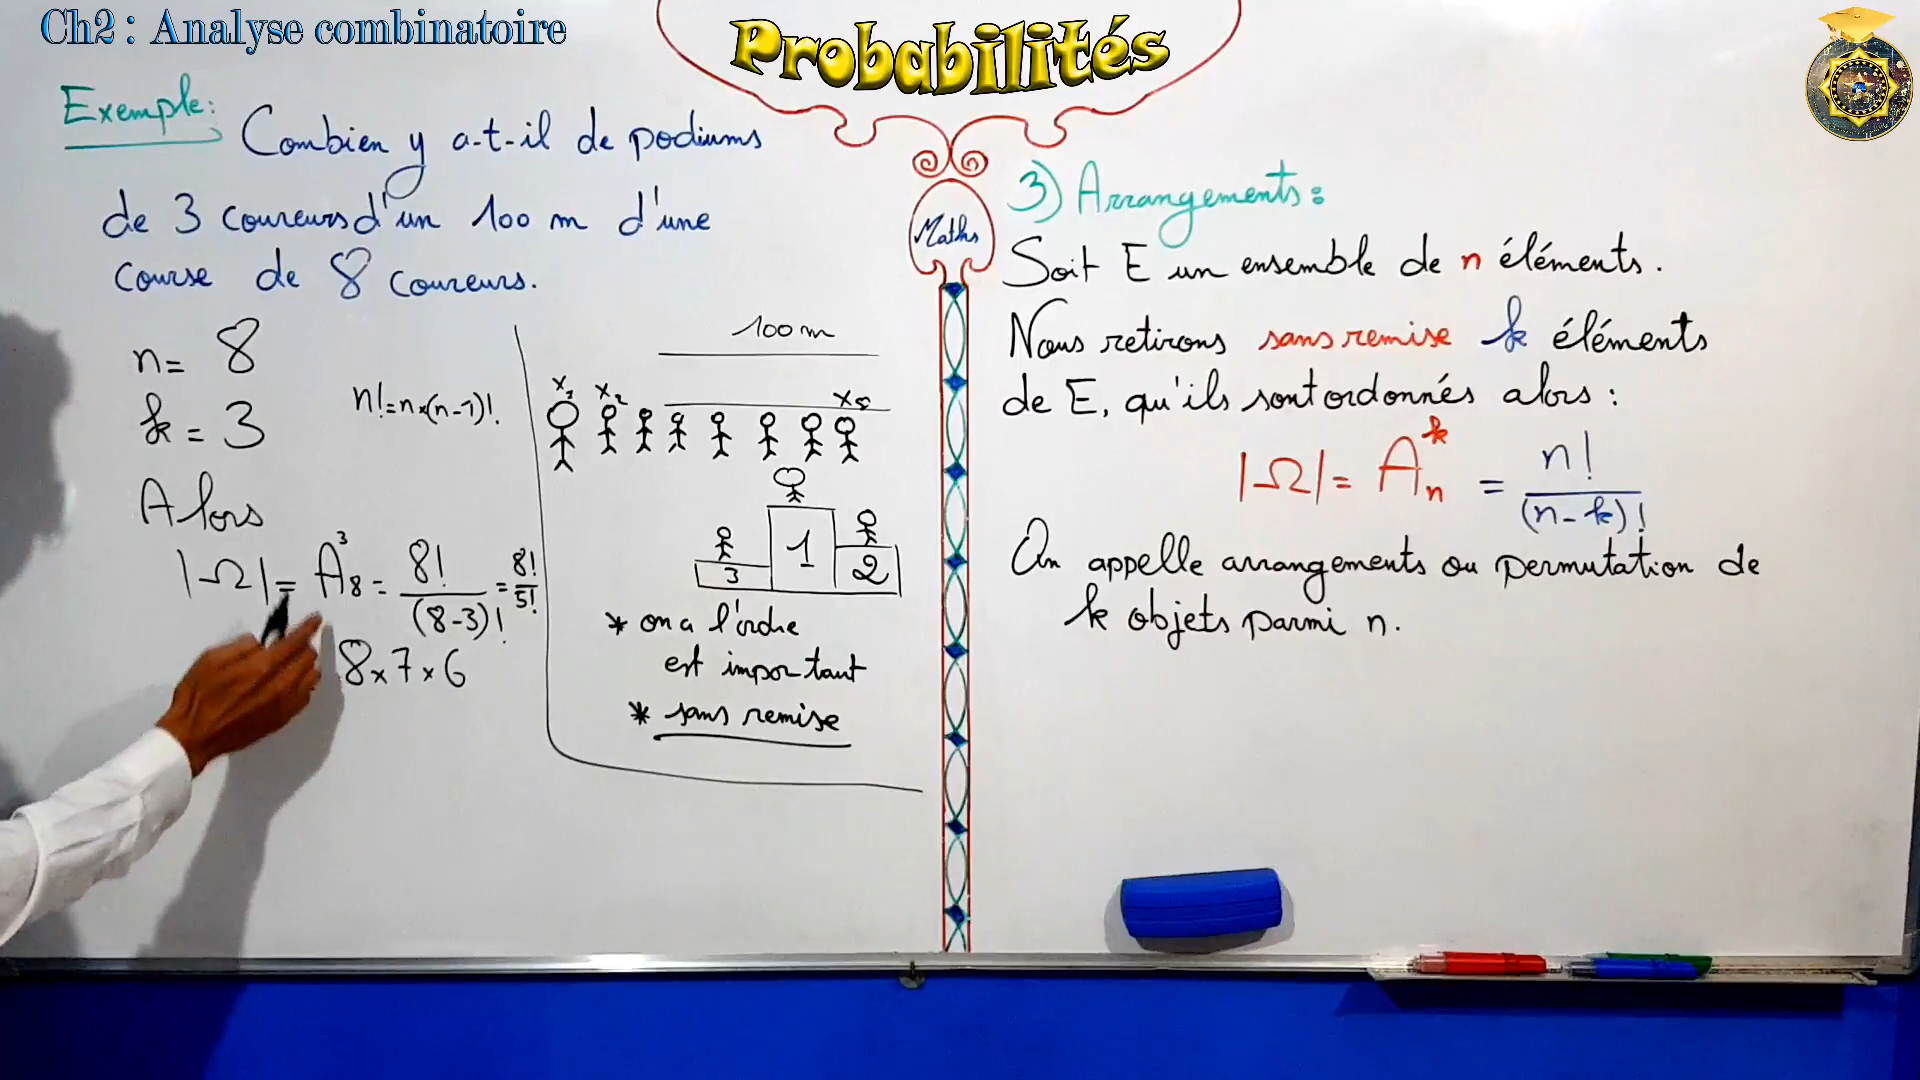 Ch2 : Analyse combinatoire
Probabilités
Exemple:
Combien y a-t-il de podiums
de 3 coureurs d'un 100 m d'une
course de 8 coureurs.
n = 8
k = 3
n! = n×(n-1)!
Alors
|Ω| = A₈³ = 8!/(8-3)! = 8!/5!
8×7×6
100 m
x₁ x₂ x₈
3 1 2
* on a l'ordre
est important
* sans remise
Maths
3) Arrangements:
Soit E un ensemble de n éléments.
Nous retirons sans remise k éléments
de E, qu'ils sont ordonnés alors :
|Ω| = Aₙᵏ = n!/(n-k)!
On appelle arrangements ou permutation de
k objets parmi n.